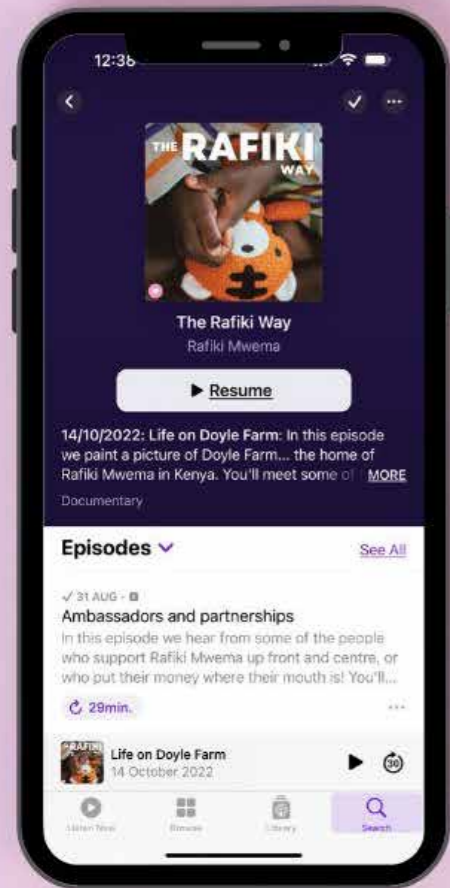 12:38
THE RAFIKI
WAY
The Rafiki Way
Rafiki Mwema
Resume
14/10/2022: Life on Doyle Farm: In this episode
we paint a picture of Doyle Farm... the home of
Rafiki Mwema in Kenya. You'll meet some of MORE
Documentary
Episodes See All
31 AUG
Ambassadors and partnerships
In this episode we hear from some of the people
who support Rafiki Mwema up front and centre, or
who put their money where their mouth is! You'll...
29min.
RAFIKI
Life on Doyle Farm
14 October 2022
30
Listen Now Browse Library Search